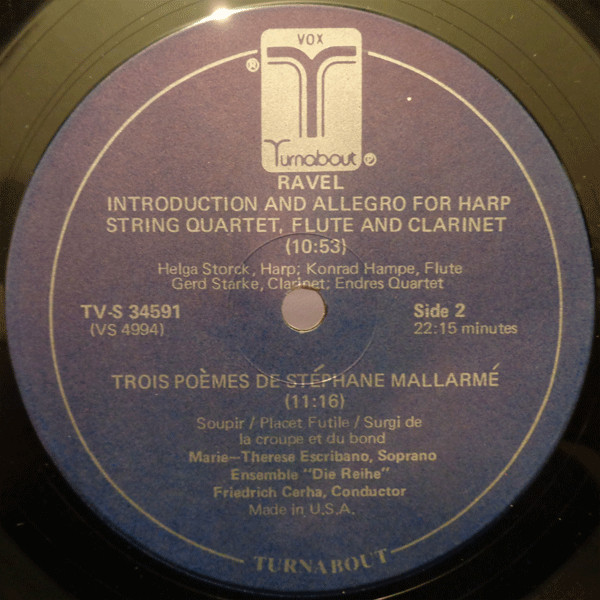 VOX
Turnabout
®
℗
RAVEL
INTRODUCTION AND ALLEGRO FOR HARP
STRING QUARTET, FLUTE AND CLARINET
(10:53)
Helga Storck, Harp; Konrad Hampe, Flute
Gerd Starke, Clarinet; Endres Quartet
TV-S 34591
(VS 4994)
Side 2
22:15 minutes
TROIS POÈMES DE STÉPHANE MALLARMÉ
(11:16)
Soupir / Placet Futile / Surgi de
la croupe et du bond
Marie—Therese Escribano, Soprano
Ensemble "Die Reihe"
Friedrich Cerha, Conductor
Made in U.S.A.
TURNABOUT